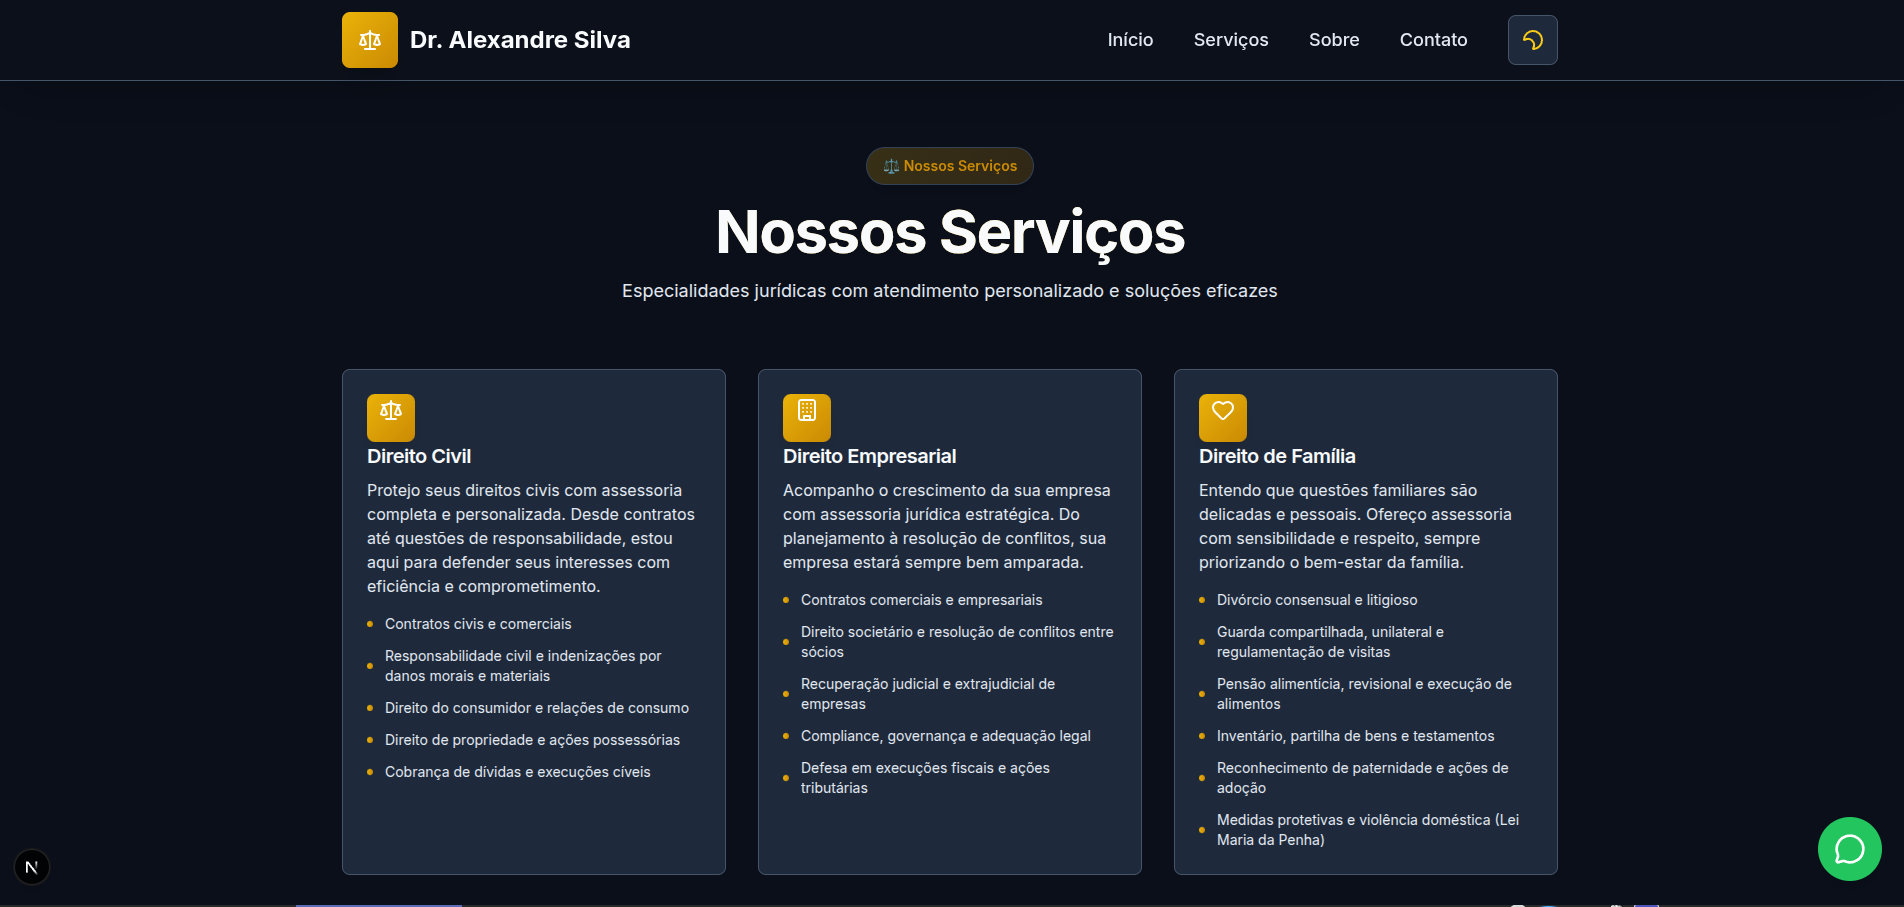 Dr. Alexandre Silva
Início
Serviços
Sobre
Contato
Nossos Serviços
Nossos Serviços
Especialidades jurídicas com atendimento personalizado e soluções eficazes
Direito Civil
Protejo seus direitos civis com assessoria
completa e personalizada. Desde contratos
até questões de responsabilidade, estou
aqui para defender seus interesses com
eficiência e comprometimento.
Contratos civis e comerciais
Responsabilidade civil e indenizações por
danos morais e materiais
Direito do consumidor e relações de consumo
Direito de propriedade e ações possessórias
Cobrança de dívidas e execuções cíveis
Direito Empresarial
Acompanho o crescimento da sua empresa
com assessoria jurídica estratégica. Do
planejamento à resolução de conflitos, sua
empresa estará sempre bem amparada.
Contratos comerciais e empresariais
Direito societário e resolução de conflitos entre
sócios
Recuperação judicial e extrajudicial de
empresas
Compliance, governança e adequação legal
Defesa em execuções fiscais e ações
tributárias
Direito de Família
Entendo que questões familiares são
delicadas e pessoais. Ofereço assessoria
com sensibilidade e respeito, sempre
priorizando o bem-estar da família.
Divórcio consensual e litigioso
Guarda compartilhada, unilateral e
regulamentação de visitas
Pensão alimentícia, revisional e execução de
alimentos
Inventário, partilha de bens e testamentos
Reconhecimento de paternidade e ações de
adoção
Medidas protetivas e violência doméstica (Lei
Maria da Penha)
N